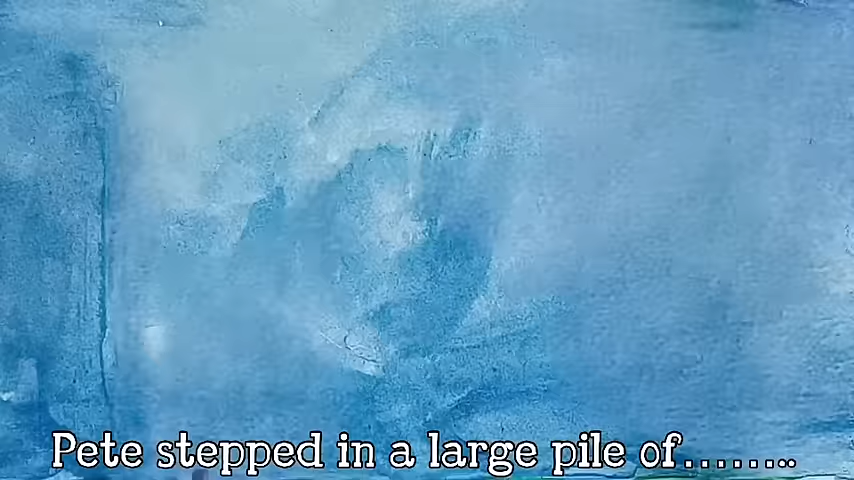 Pete stepped in a large pile of........